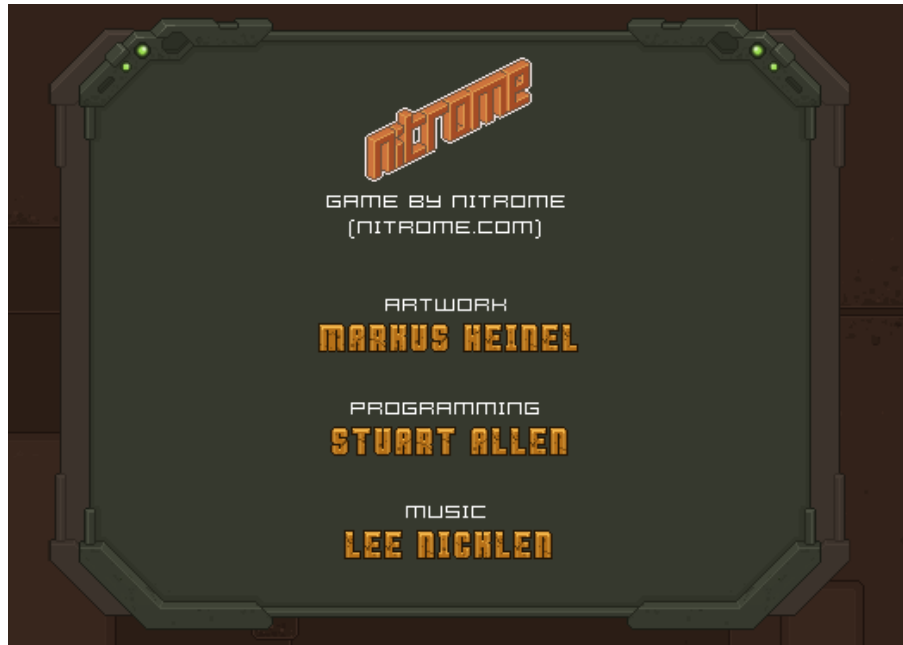 nitrome
GAME BY NITROME
(NITROME.COM)
ARTWORK
MARKUS HEINEL
PROGRAMMING
STUART ALLEN
MUSIC
LEE NICKLEN